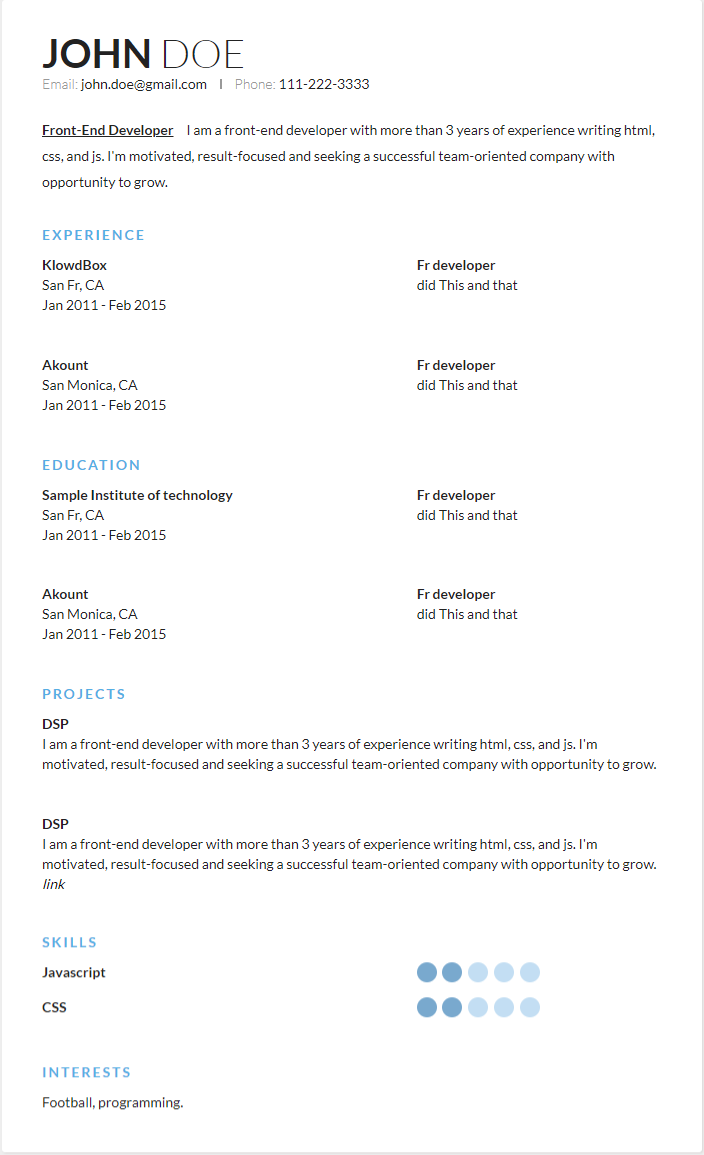 JOHN DOE
Email: john.doe@gmail.com | Phone: 111-222-3333
Front-End Developer I am a front-end developer with more than 3 years of experience writing html,
css, and js. I'm motivated, result-focused and seeking a successful team-oriented company with
opportunity to grow.
EXPERIENCE
KlowdBox Fr developer
San Fr, CA did This and that
Jan 2011 - Feb 2015
Akount Fr developer
San Monica, CA did This and that
Jan 2011 - Feb 2015
EDUCATION
Sample Institute of technology Fr developer
San Fr, CA did This and that
Jan 2011 - Feb 2015
Akount Fr developer
San Monica, CA did This and that
Jan 2011 - Feb 2015
PROJECTS
DSP
I am a front-end developer with more than 3 years of experience writing html, css, and js. I'm
motivated, result-focused and seeking a successful team-oriented company with opportunity to grow.
DSP
I am a front-end developer with more than 3 years of experience writing html, css, and js. I'm
motivated, result-focused and seeking a successful team-oriented company with opportunity to grow.
link
SKILLS
Javascript
CSS
INTERESTS
Football, programming.